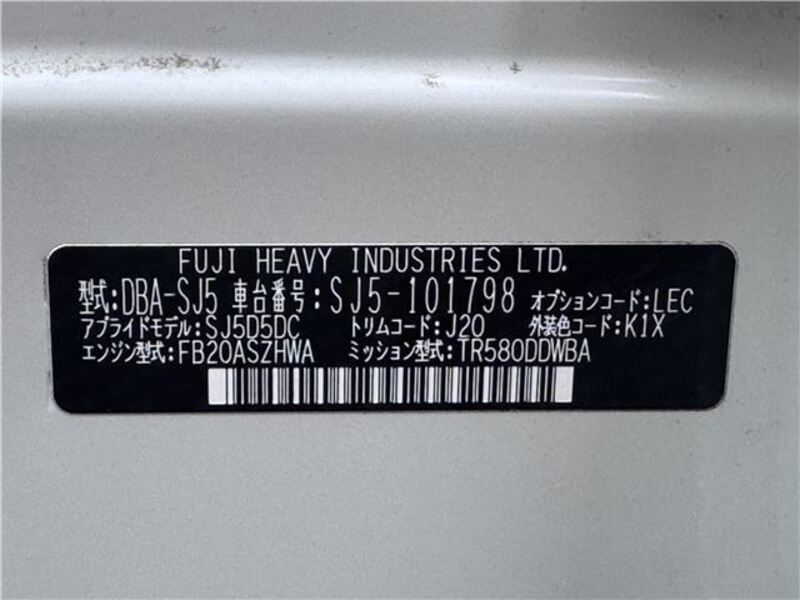 FUJI HEAVY INDUSTRIES LTD.
型式:DBA-SJ5 車台番号:SJ5-101798 オプションコード:LEC
アプライドモデル:SJ5D5DC トリムコード:J20 外装色コード:K1X
エンジン型式:FB20ASZHWA ミッション型式:TR580DDWBA